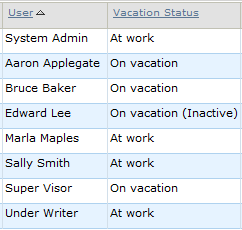 User Vacation Status
System Admin At work
Aaron Applegate On vacation
Bruce Baker On vacation
Edward Lee On vacation (Inactive)
Marla Maples At work
Sally Smith At work
Super Visor On vacation
Under Writer At work